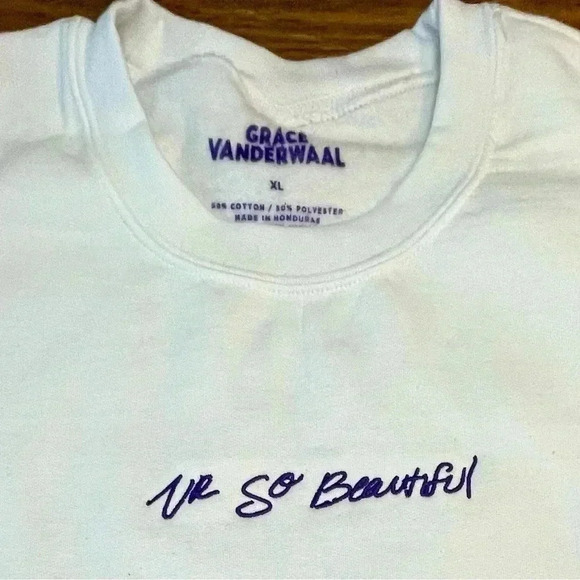 GRACE
VANDERWAAL
XL
50% COTTON / 50% POLYESTER
MADE IN HONDURAS
UR SO BEAUTIFUL